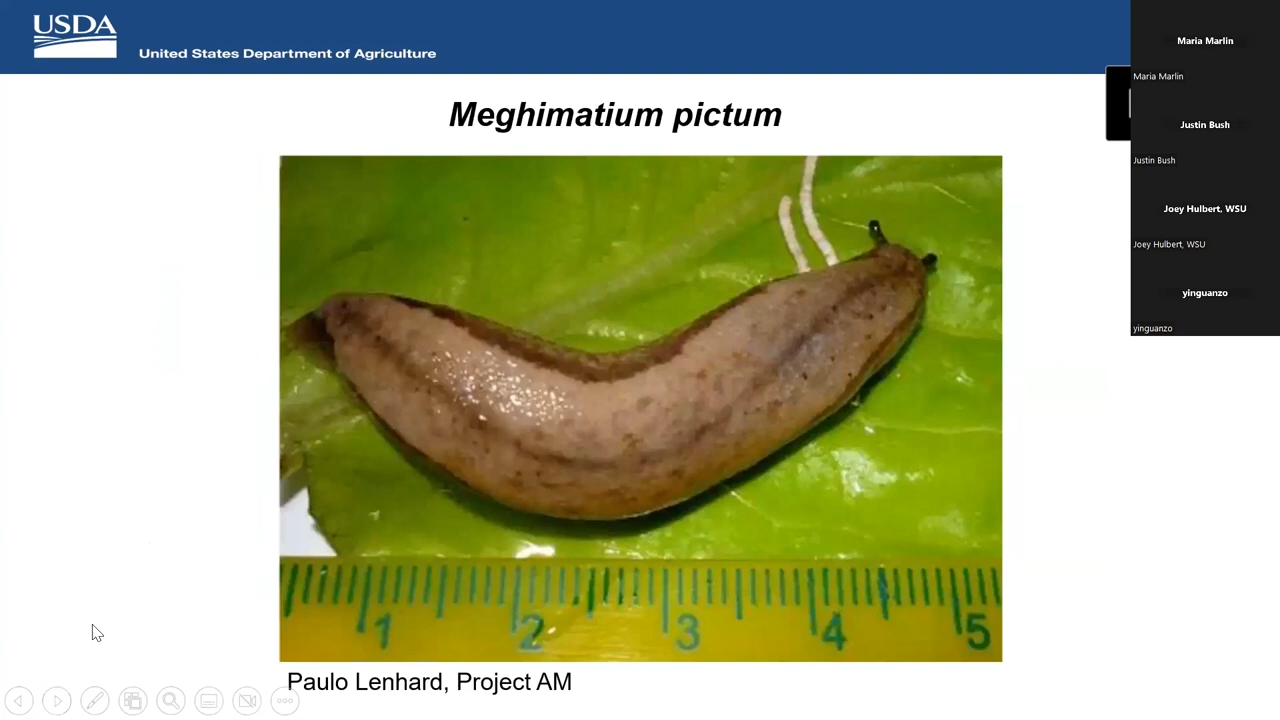 USDA
United States Department of Agriculture
Meghimatium pictum
1 2 3 4 5
Paulo Lenhard, Project AM
Maria Marlin
Maria Marlin
Justin Bush
Justin Bush
Joey Hulbert, WSU
Joey Hulbert, WSU
yinguanzo
yinguanzo